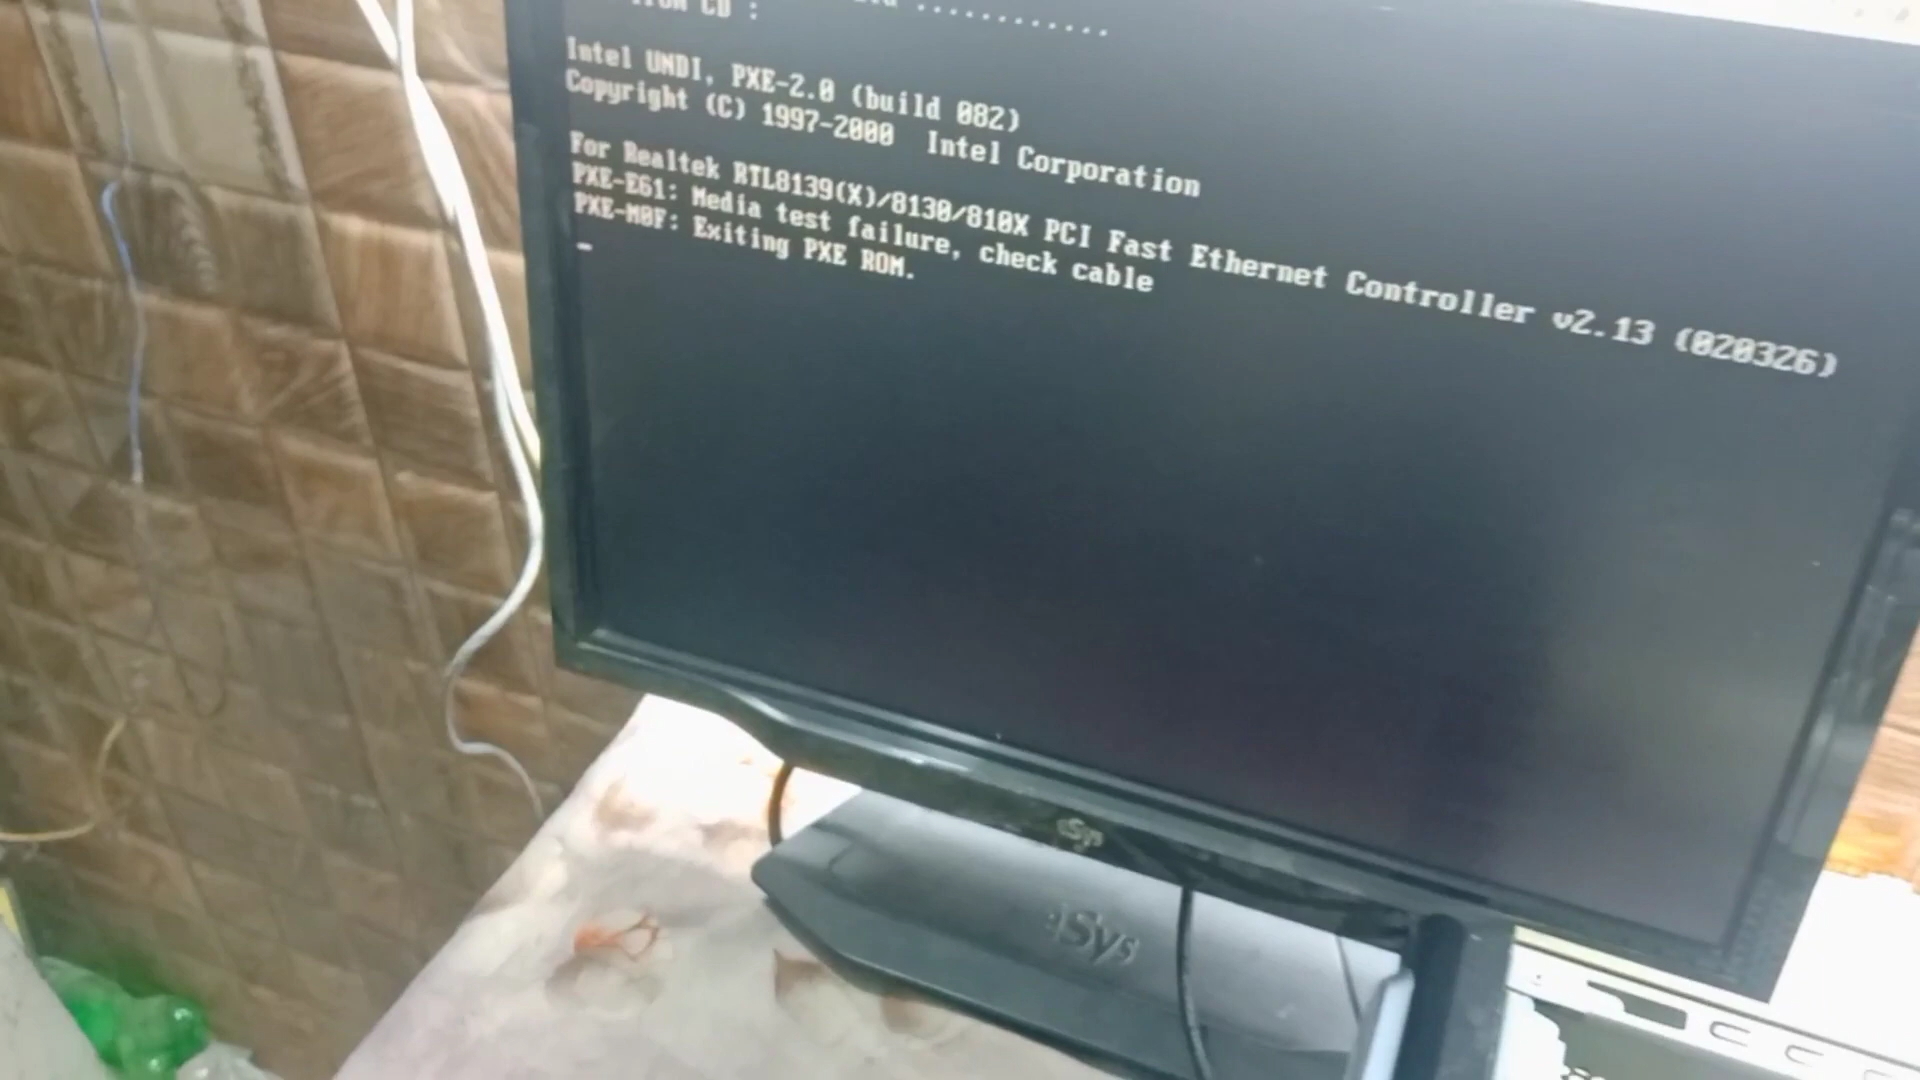 CD :
Intel UNDI, PXE-2.0 (build 082)
Copyright (C) 1997-2000  Intel Corporation
For Realtek RTL8139(X)/8130/810X PCI Fast Ethernet Controller v2.13 (020326)
PXE-E61: Media test failure, check cable
PXE-M0F: Exiting PXE ROM.
iSys